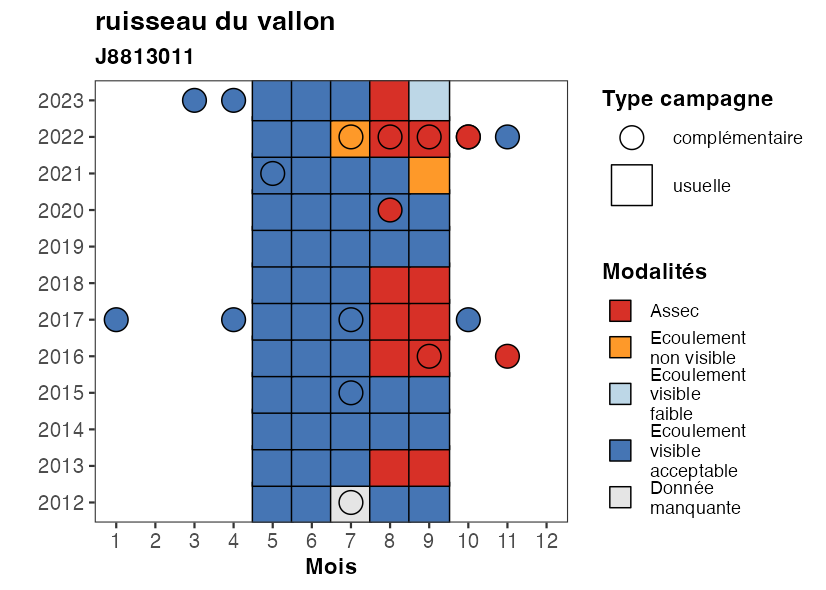 ruisseau du vallon
J8813011
2023
2022
2021
2020
2019
2018
2017
2016
2015
2014
2013
2012
1 2 3 4 5 6 7 8 9 10 11 12
Mois
Type campagne
complémentaire
usuelle
Modalités
Assec
Ecoulement
non visible
Ecoulement
visible
faible
Ecoulement
visible
acceptable
Donnée
manquante